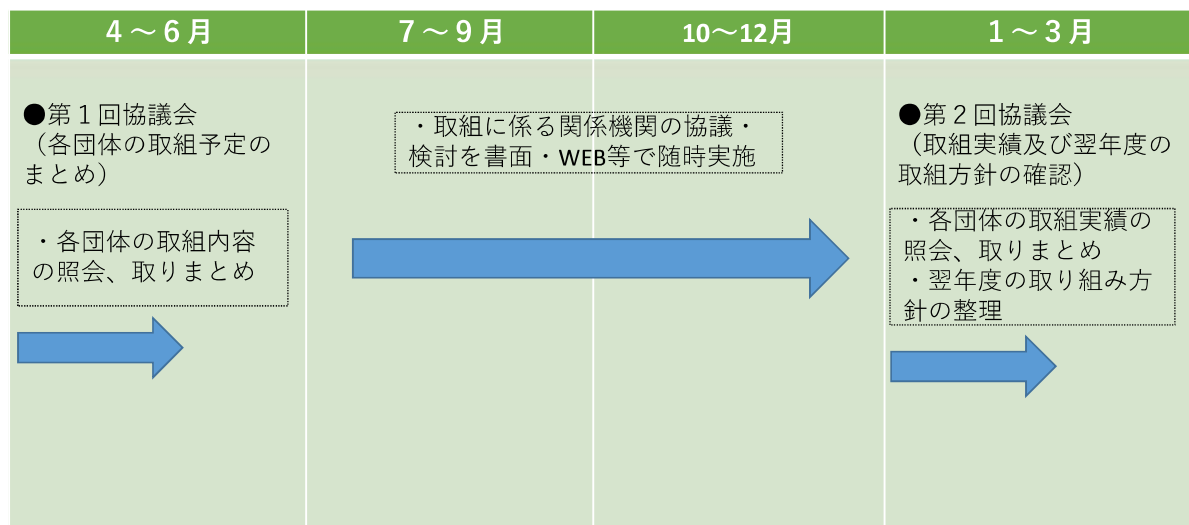 ４～６月
７～９月
10～12月
１～３月
●第１回協議会
（各団体の取組予定の
まとめ）
・各団体の取組内容
の照会、取りまとめ
・取組に係る関係機関の協議・
検討を書面・WEB等で随時実施
●第２回協議会
（取組実績及び翌年度の
取組方針の確認）
・各団体の取組実績の
照会、取りまとめ
・翌年度の取り組み方
針の整理